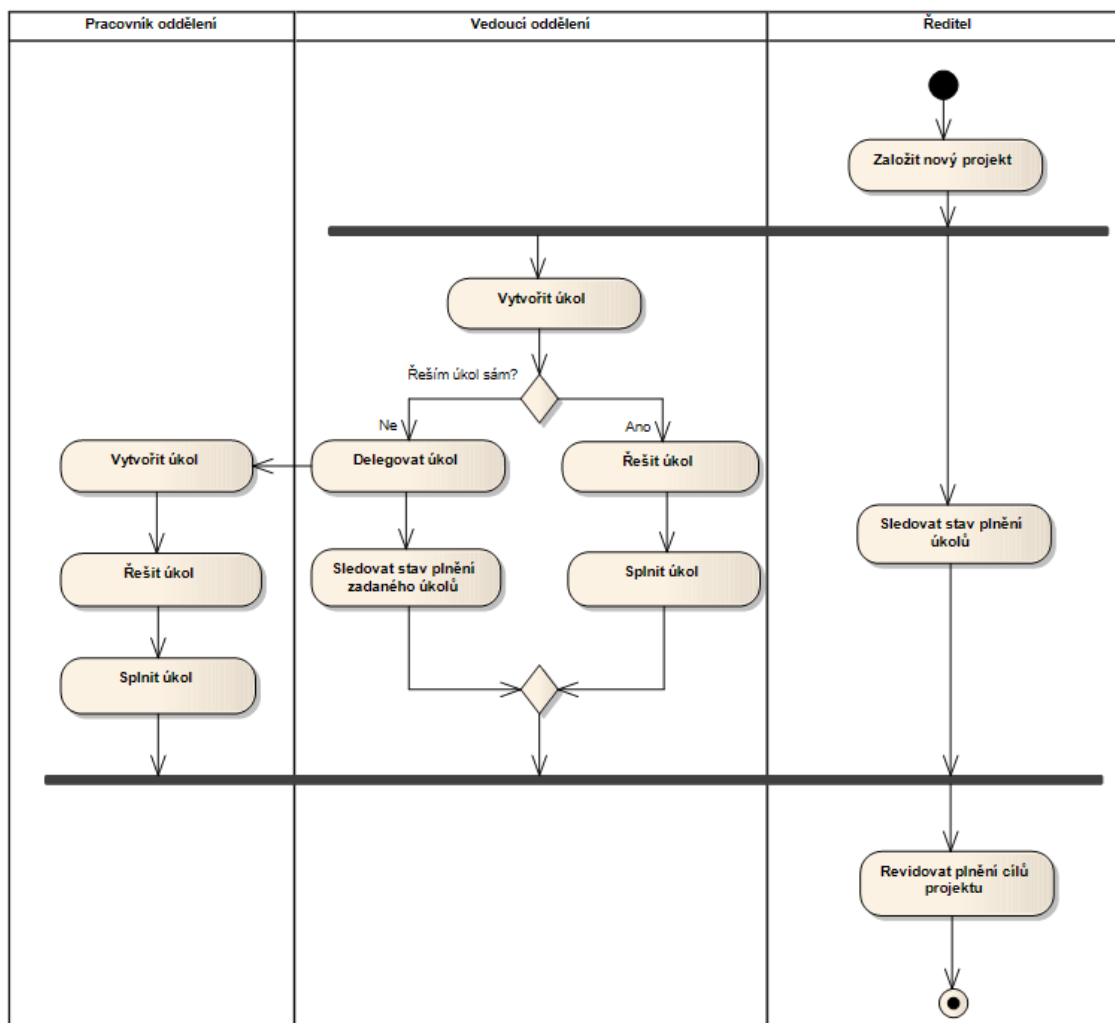 Pracovník oddělení
Vedoucí oddělení
Ředitel
Založit nový projekt
Vytvořit úkol
Řeším úkol sám?
Ne
Ano
Vytvořit úkol
Delegovat úkol
Řešit úkol
Sledovat stav plnění
úkolů
Řešit úkol
Sledovat stav plnění
zadaného úkolů
Splnit úkol
Splnit úkol
Revidovat plnění cílů
projektu